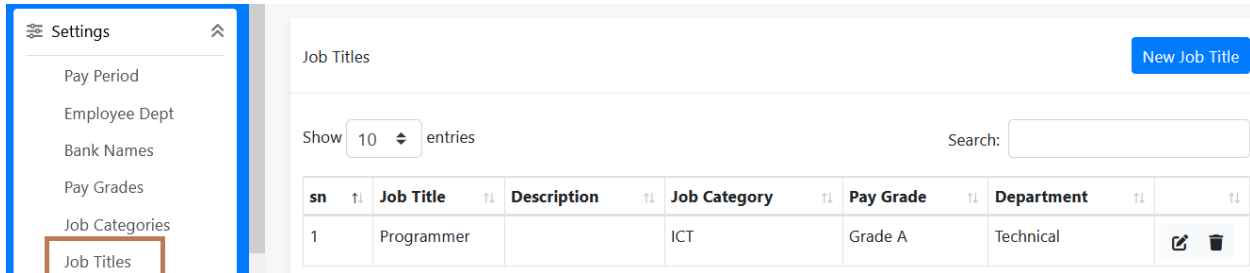 Settings
Pay Period
Employee Dept
Bank Names
Pay Grades
Job Categories
Job Titles
Job Titles
New Job Title
Show 10 entries
Search:
sn Job Title Description Job Category Pay Grade Department
1 Programmer ICT Grade A Technical